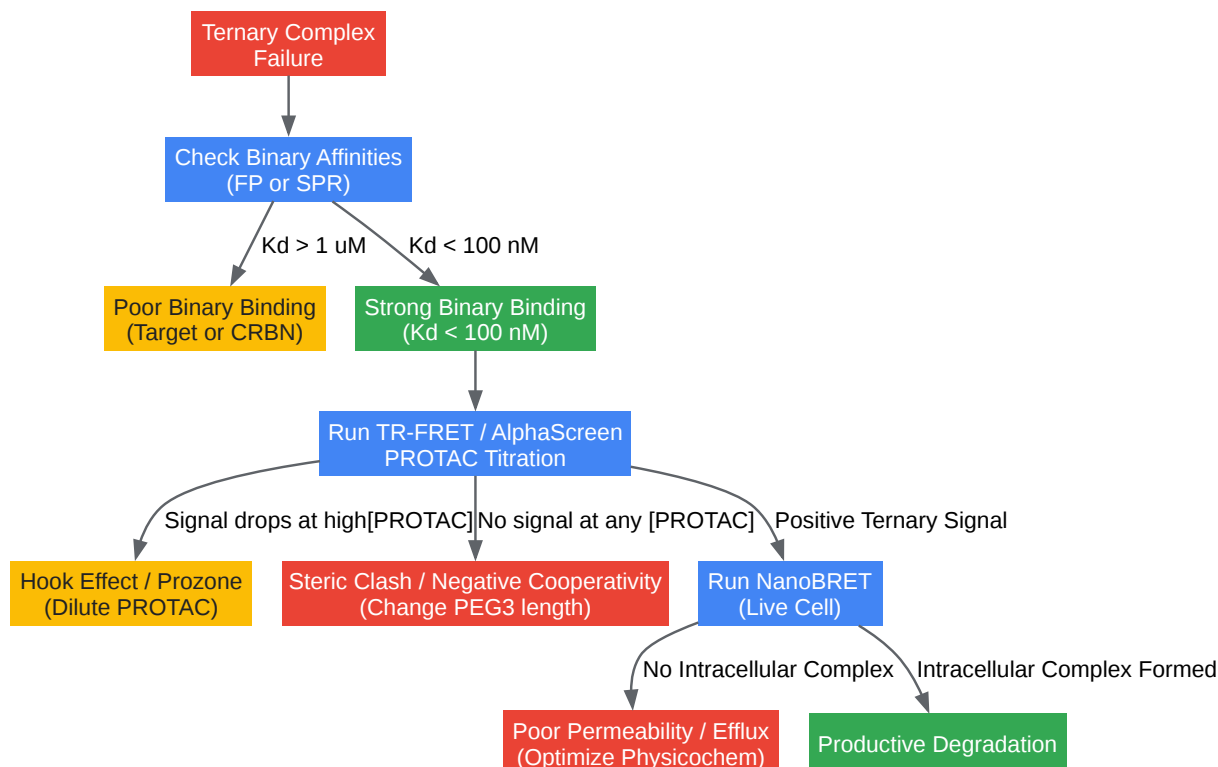 Ternary Complex
Failure
Check Binary Affinities
(FP or SPR)
Kd > 1 uM
Kd < 100 nM
Poor Binary Binding
(Target or CRBN)
Strong Binary Binding
(Kd < 100 nM)
Run TR-FRET / AlphaScreen
PROTAC Titration
Signal drops at high[PROTAC]
No signal at any [PROTAC]
Positive Ternary Signal
Hook Effect / Prozone
(Dilute PROTAC)
Steric Clash / Negative Cooperativity
(Change PEG3 length)
Run NanoBRET
(Live Cell)
No Intracellular Complex
Intracellular Complex Formed
Poor Permeability / Efflux
(Optimize Physicochem)
Productive Degradation